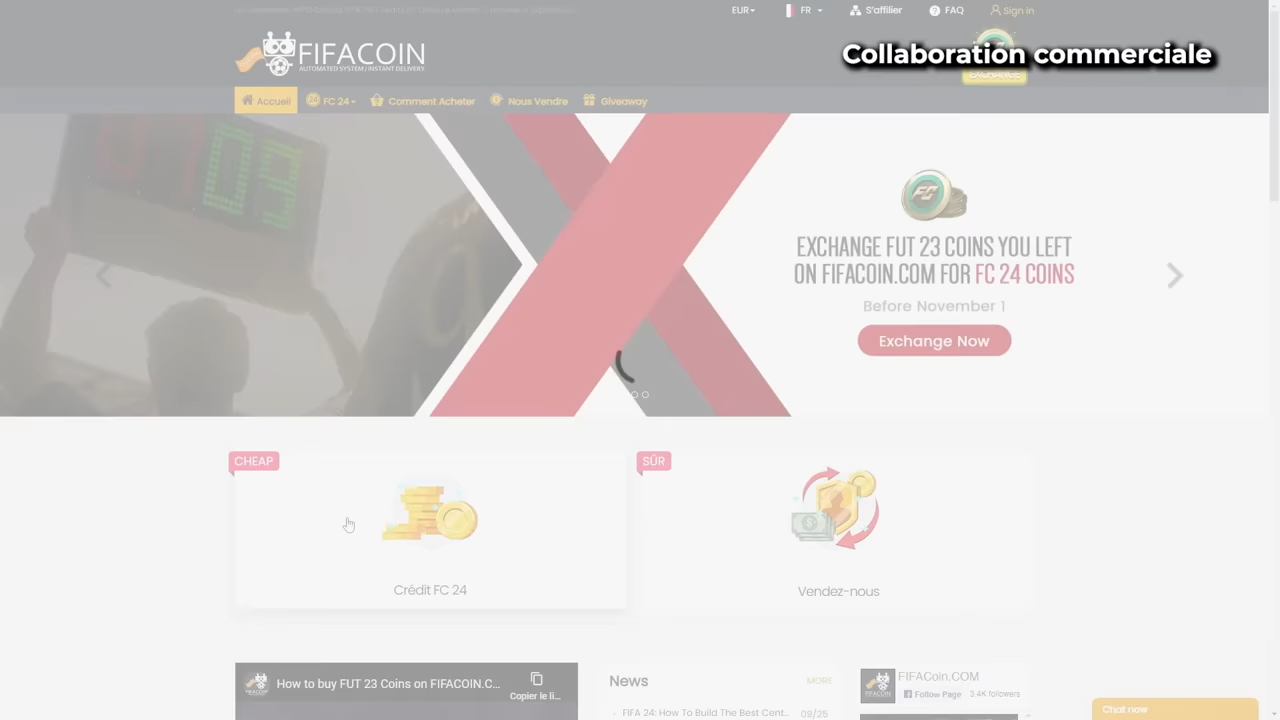 EUR
FR
S'affilier
FAQ
Sign in
FIFACOIN
AUTOMATED SYSTEM / INSTANT DELIVERY
Collaboration commerciale
EXCHANGE
Accueil
FC 24
Comment Acheter
Nous Vendre
Giveaway
07 09
FC
EXCHANGE FUT 23 COINS YOU LEFT
ON FIFACOIN.COM FOR FC 24 COINS
Before November 1
Exchange Now
CHEAP
Crédit FC 24
SÛR
Vendez-nous
How to buy FUT 23 Coins on FIFACOIN.C...
Copier le li...
News
MORE
FIFA 24: How To Build The Best Cent...
09/25
FIFACoin.COM
Follow Page
3.4K followers
Chat now